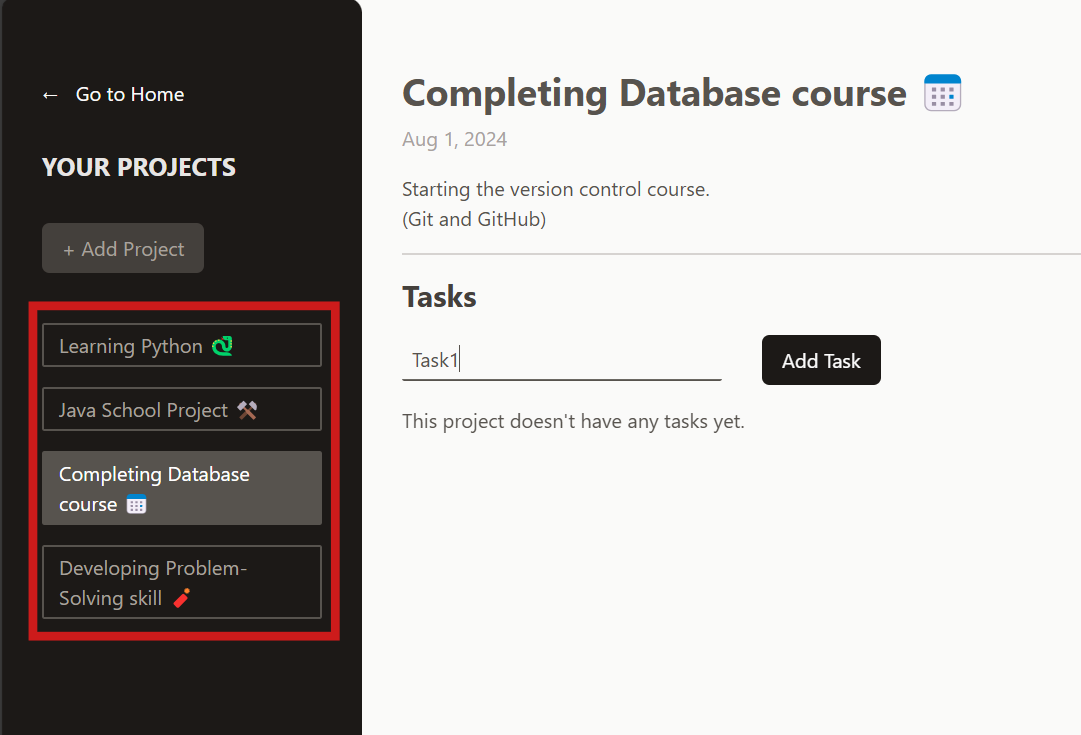 ← Go to Home
YOUR PROJECTS
+ Add Project
Learning Python 🐍
Java School Project ⚒️
Completing Database
course 🗓️
Developing Problem-
Solving skill 🧨
Completing Database course 🗓️
Aug 1, 2024
Starting the version control course.
(Git and GitHub)
Tasks
Task1
Add Task
This project doesn't have any tasks yet.